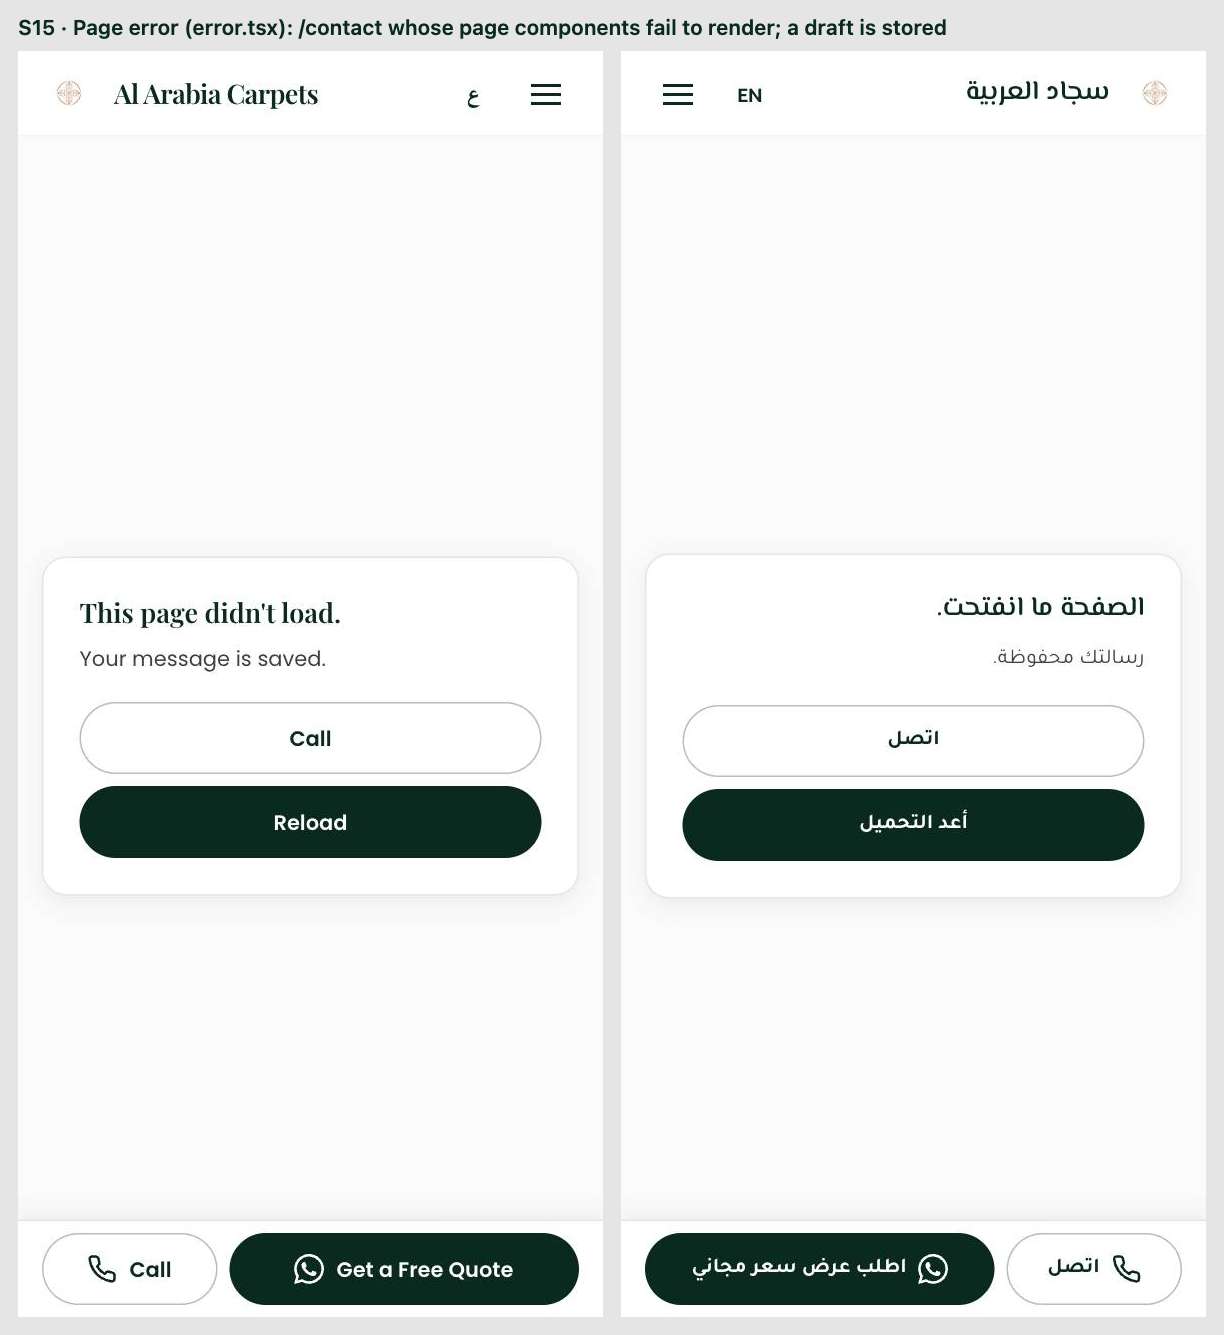 S15 · Page error (error.tsx): /contact whose page components fail to render; a draft is stored
Al Arabia Carpets
ع
This page didn't load.
Your message is saved.
Call
Reload
Call
Get a Free Quote
سجاد العربية
EN
الصفحة ما انفتحت.
رسالتك محفوظة.
اتصل
أعد التحميل
اتصل
اطلب عرض سعر مجاني